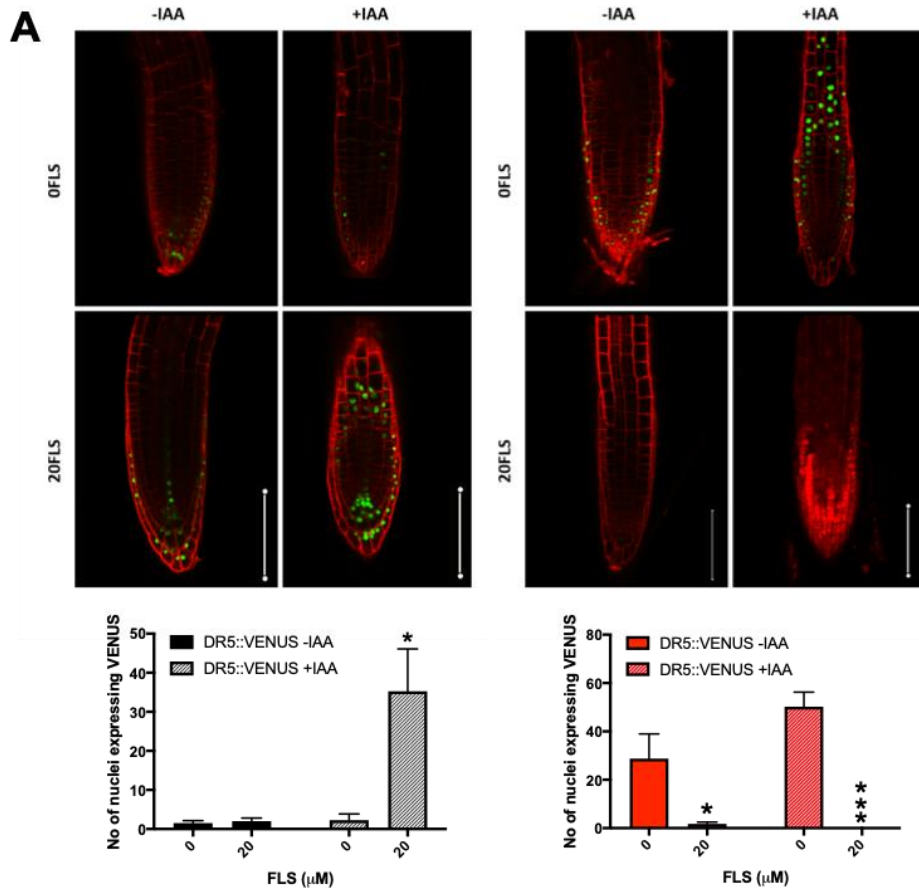 A
-IAA
+IAA
-IAA
+IAA
0FLS
0FLS
20FLS
20FLS
No of nuclei expressing VENUS
50
40
30
20
10
0
DR5::VENUS -IAA
DR5::VENUS +IAA
*
0
20
0
20
FLS (μM)
No of nuclei expressing VENUS
80
60
40
20
0
DR5::VENUS -IAA
DR5::VENUS +IAA
*
***
0
20
0
20
FLS (μM)